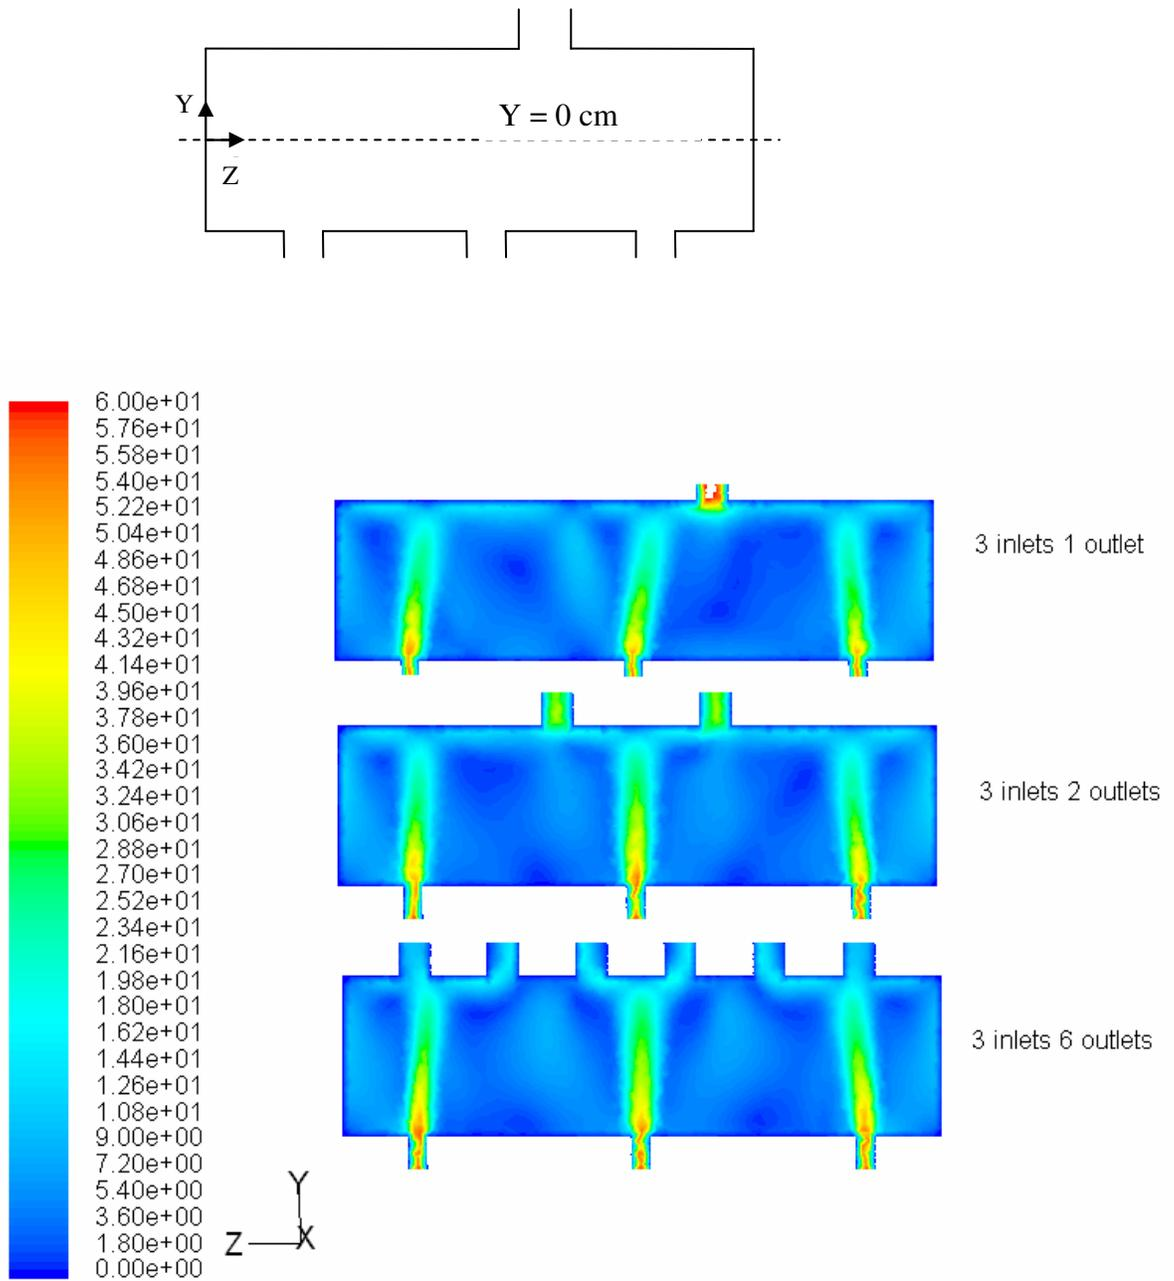 Y
Y = 0 cm
Z
6.00e+01
5.76e+01
5.58e+01
5.40e+01
5.22e+01
5.04e+01
4.86e+01
4.68e+01
4.50e+01
4.32e+01
4.14e+01
3.96e+01
3.78e+01
3.60e+01
3.42e+01
3.24e+01
3.06e+01
2.88e+01
2.70e+01
2.52e+01
2.34e+01
2.16e+01
1.98e+01
1.80e+01
1.62e+01
1.44e+01
1.26e+01
1.08e+01
9.00e+00
7.20e+00
5.40e+00
3.60e+00
1.80e+00
0.00e+00
3 inlets 1 outlet
3 inlets 2 outlets
3 inlets 6 outlets
Y
Z
X